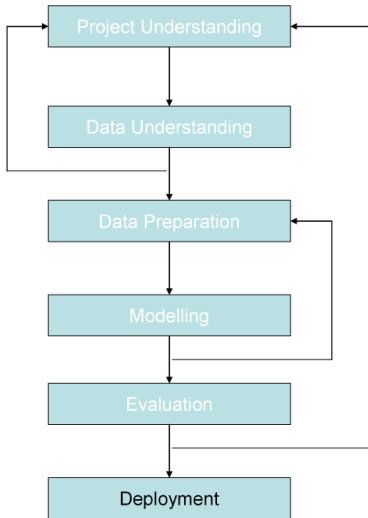 Project Understanding
Data Understanding
Data Preparation
Modelling
Evaluation
Deployment